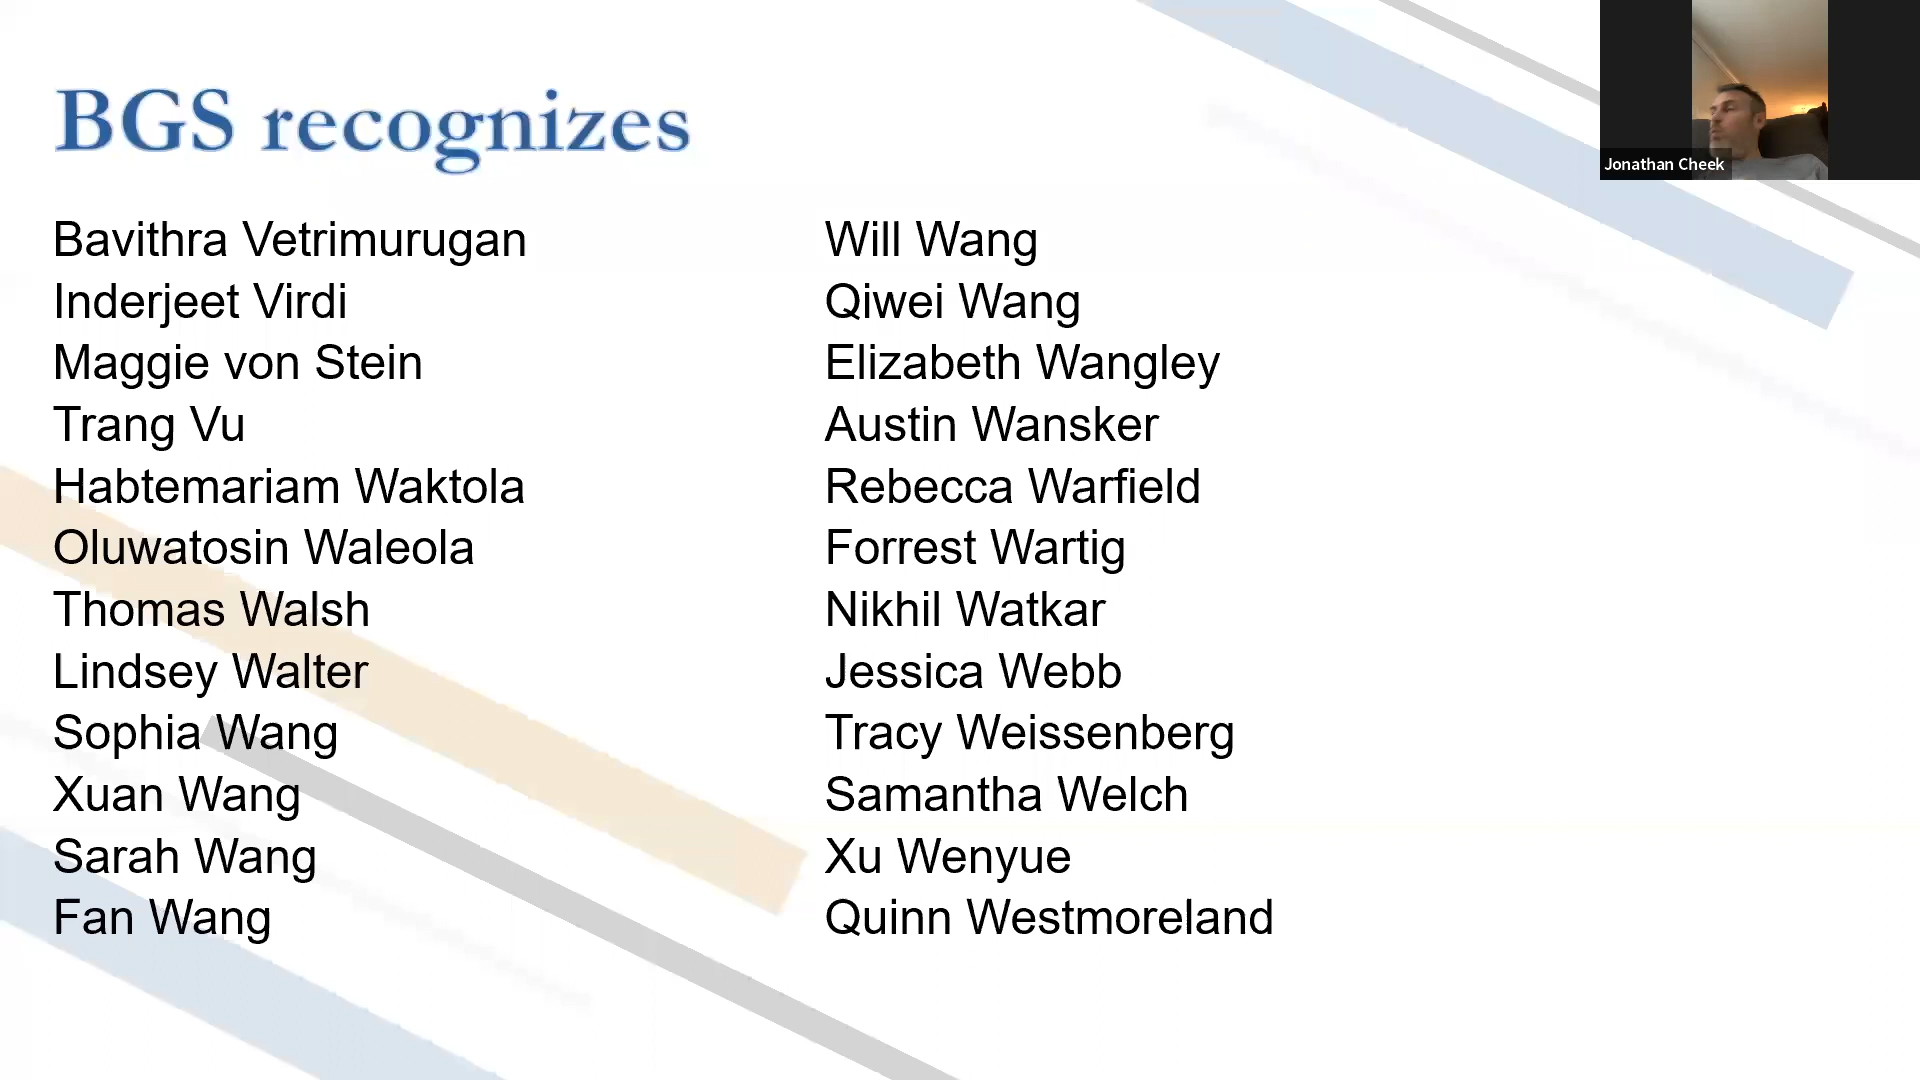 BGS recognizes
Jonathan Cheek
Bavithra Vetrimurugan
Inderjeet Virdi
Maggie von Stein
Trang Vu
Habtemariam Waktola
Oluwatosin Waleola
Thomas Walsh
Lindsey Walter
Sophia Wang
Xuan Wang
Sarah Wang
Fan Wang
Will Wang
Qiwei Wang
Elizabeth Wangley
Austin Wansker
Rebecca Warfield
Forrest Wartig
Nikhil Watkar
Jessica Webb
Tracy Weissenberg
Samantha Welch
Xu Wenyue
Quinn Westmoreland